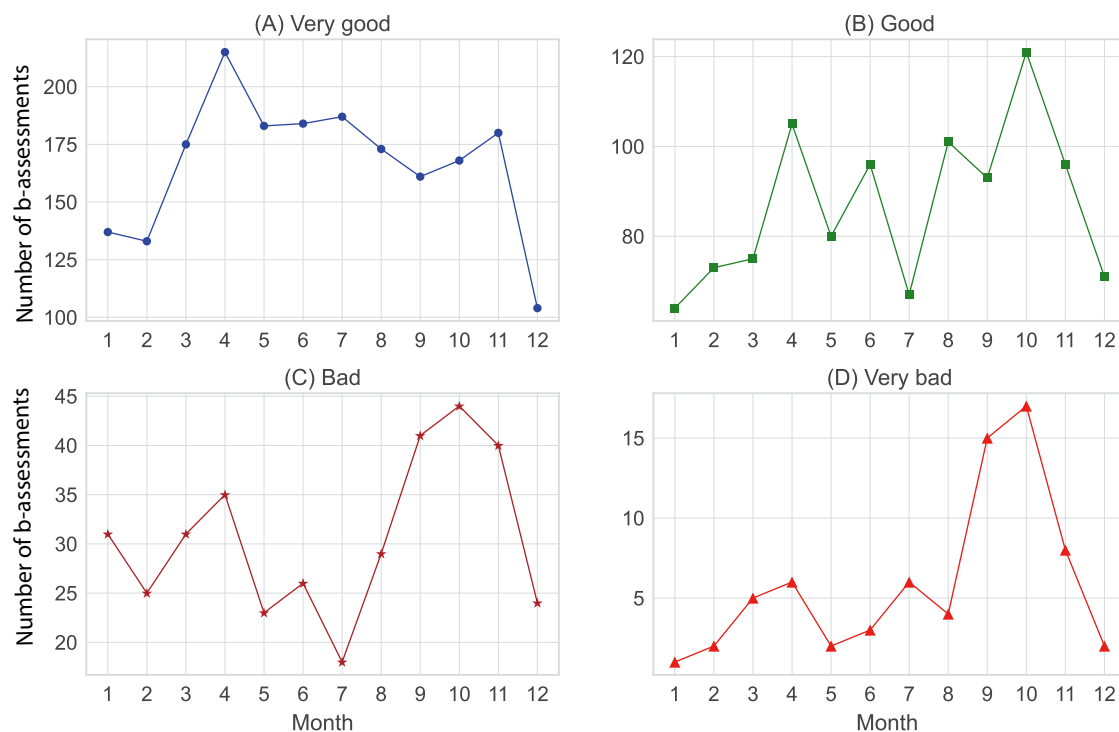 (A) Very good
Number of b-assessments
200
175
150
125
100
1 2 3 4 5 6 7 8 9 10 11 12
(B) Good
120
100
80
1 2 3 4 5 6 7 8 9 10 11 12
(C) Bad
Number of b-assessments
45
40
35
30
25
20
1 2 3 4 5 6 7 8 9 10 11 12
Month
(D) Very bad
15
10
5
1 2 3 4 5 6 7 8 9 10 11 12
Month